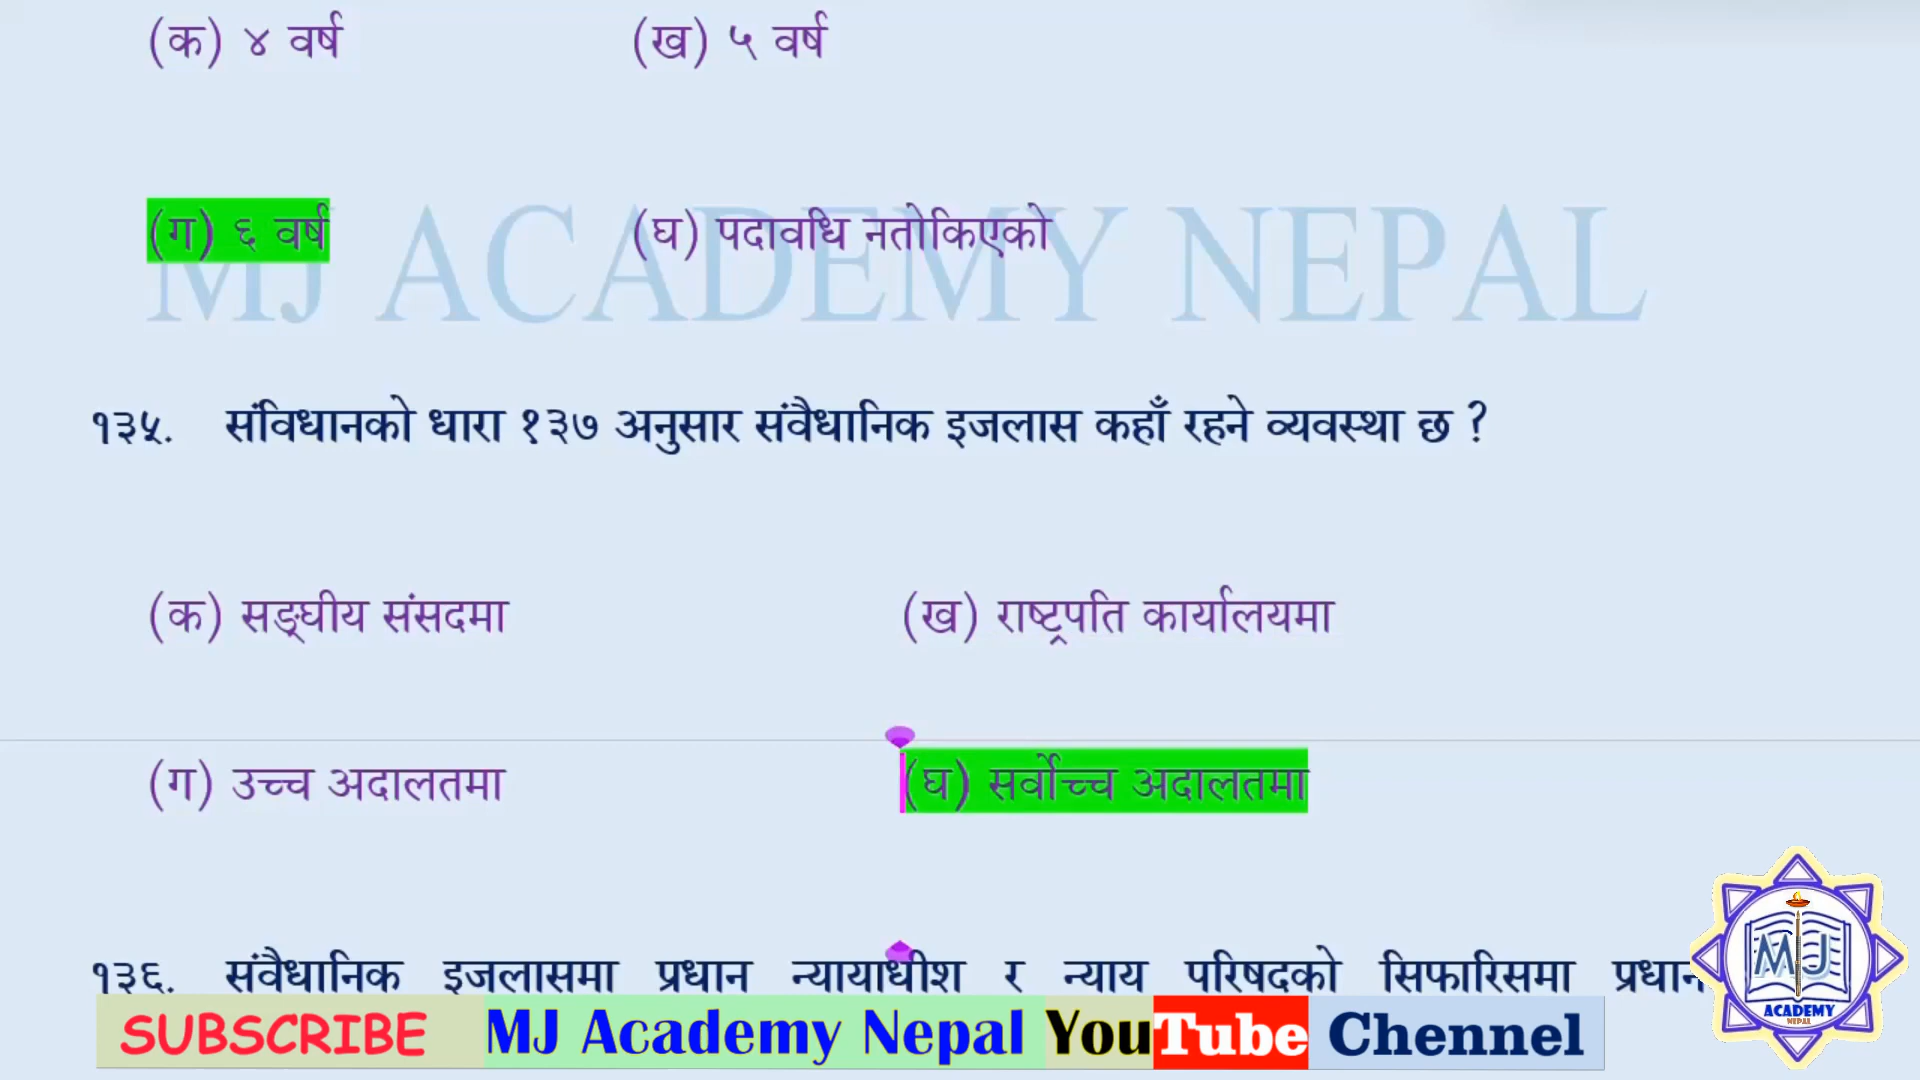 (क) ४ वर्ष (ख) ५ वर्ष
(ग) ६ वर्ष (घ) पदावधि नतोकिएको
MJ ACADEMY NEPAL
१३५. संविधानको धारा १३७ अनुसार संवैधानिक इजलास कहाँ रहने व्यवस्था छ ?
(क) सङ्घीय संसदमा (ख) राष्ट्रपति कार्यालयमा
(ग) उच्च अदालतमा (घ) सर्वोच्च अदालतमा
१३६. संवैधानिक इजलासमा प्रधान न्यायाधीश र न्याय परिषदको सिफारिसमा प्रधान
SUBSCRIBE MJ Academy Nepal YouTube Chennel
MJ
ACADEMY
NEPAL